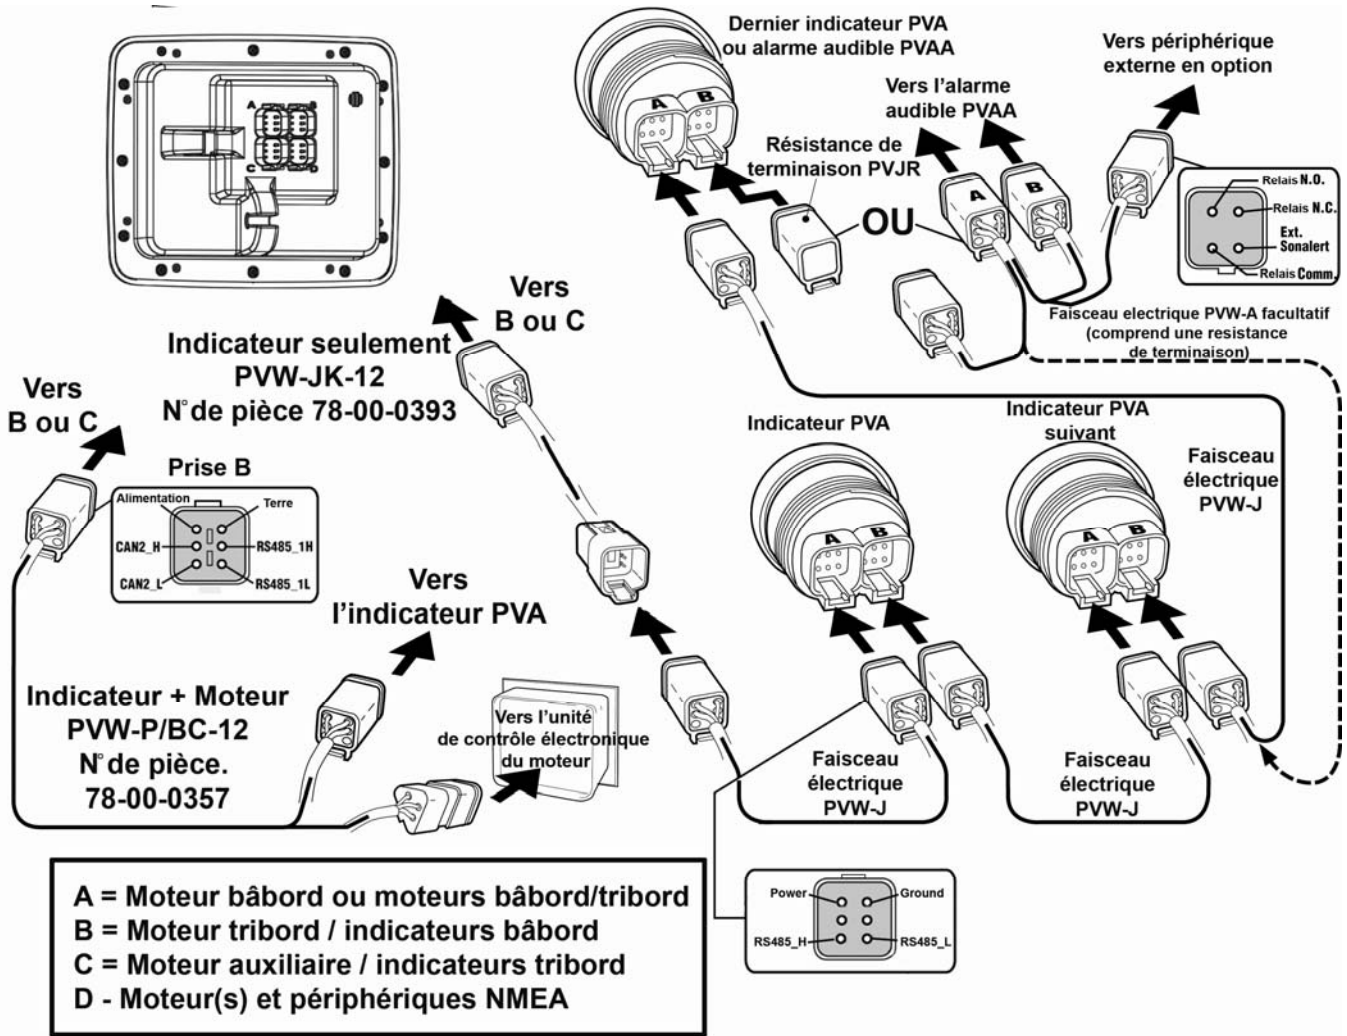 Dernier indicateur PVA
ou alarme audible PVAA
Vers périphérique
externe en option
Vers l'alarme
audible PVAA
A
B
A B
C D
Résistance de
terminaison PVJR
OU
A
B
Relais N.O.
Relais N.C.
Ext.
Sonalert
Relais Comm.
Faisceau electrique PVW-A facultatif
(comprend une resistance
de terminaison)
Vers
B ou C
Indicateur seulement
PVW-JK-12
N° de pièce 78-00-0393
Vers
B ou C
Prise B
Alimentation
Terre
CAN2_H
RS485_1H
CAN2_L
RS485_1L
Indicateur PVA
A
B
Indicateur PVA
suivant
A
B
Faisceau
électrique
PVW-J
Vers
l'indicateur PVA
Indicateur + Moteur
PVW-P/BC-12
N° de pièce.
78-00-0357
Vers l'unité
de contrôle électronique
du moteur
Faisceau
électrique
PVW-J
Faisceau
électrique
PVW-J
Power
Ground
RS485_H
RS485_L
A = Moteur bâbord ou moteurs bâbord/tribord
B = Moteur tribord / indicateurs bâbord
C = Moteur auxiliaire / indicateurs tribord
D - Moteur(s) et périphériques NMEA